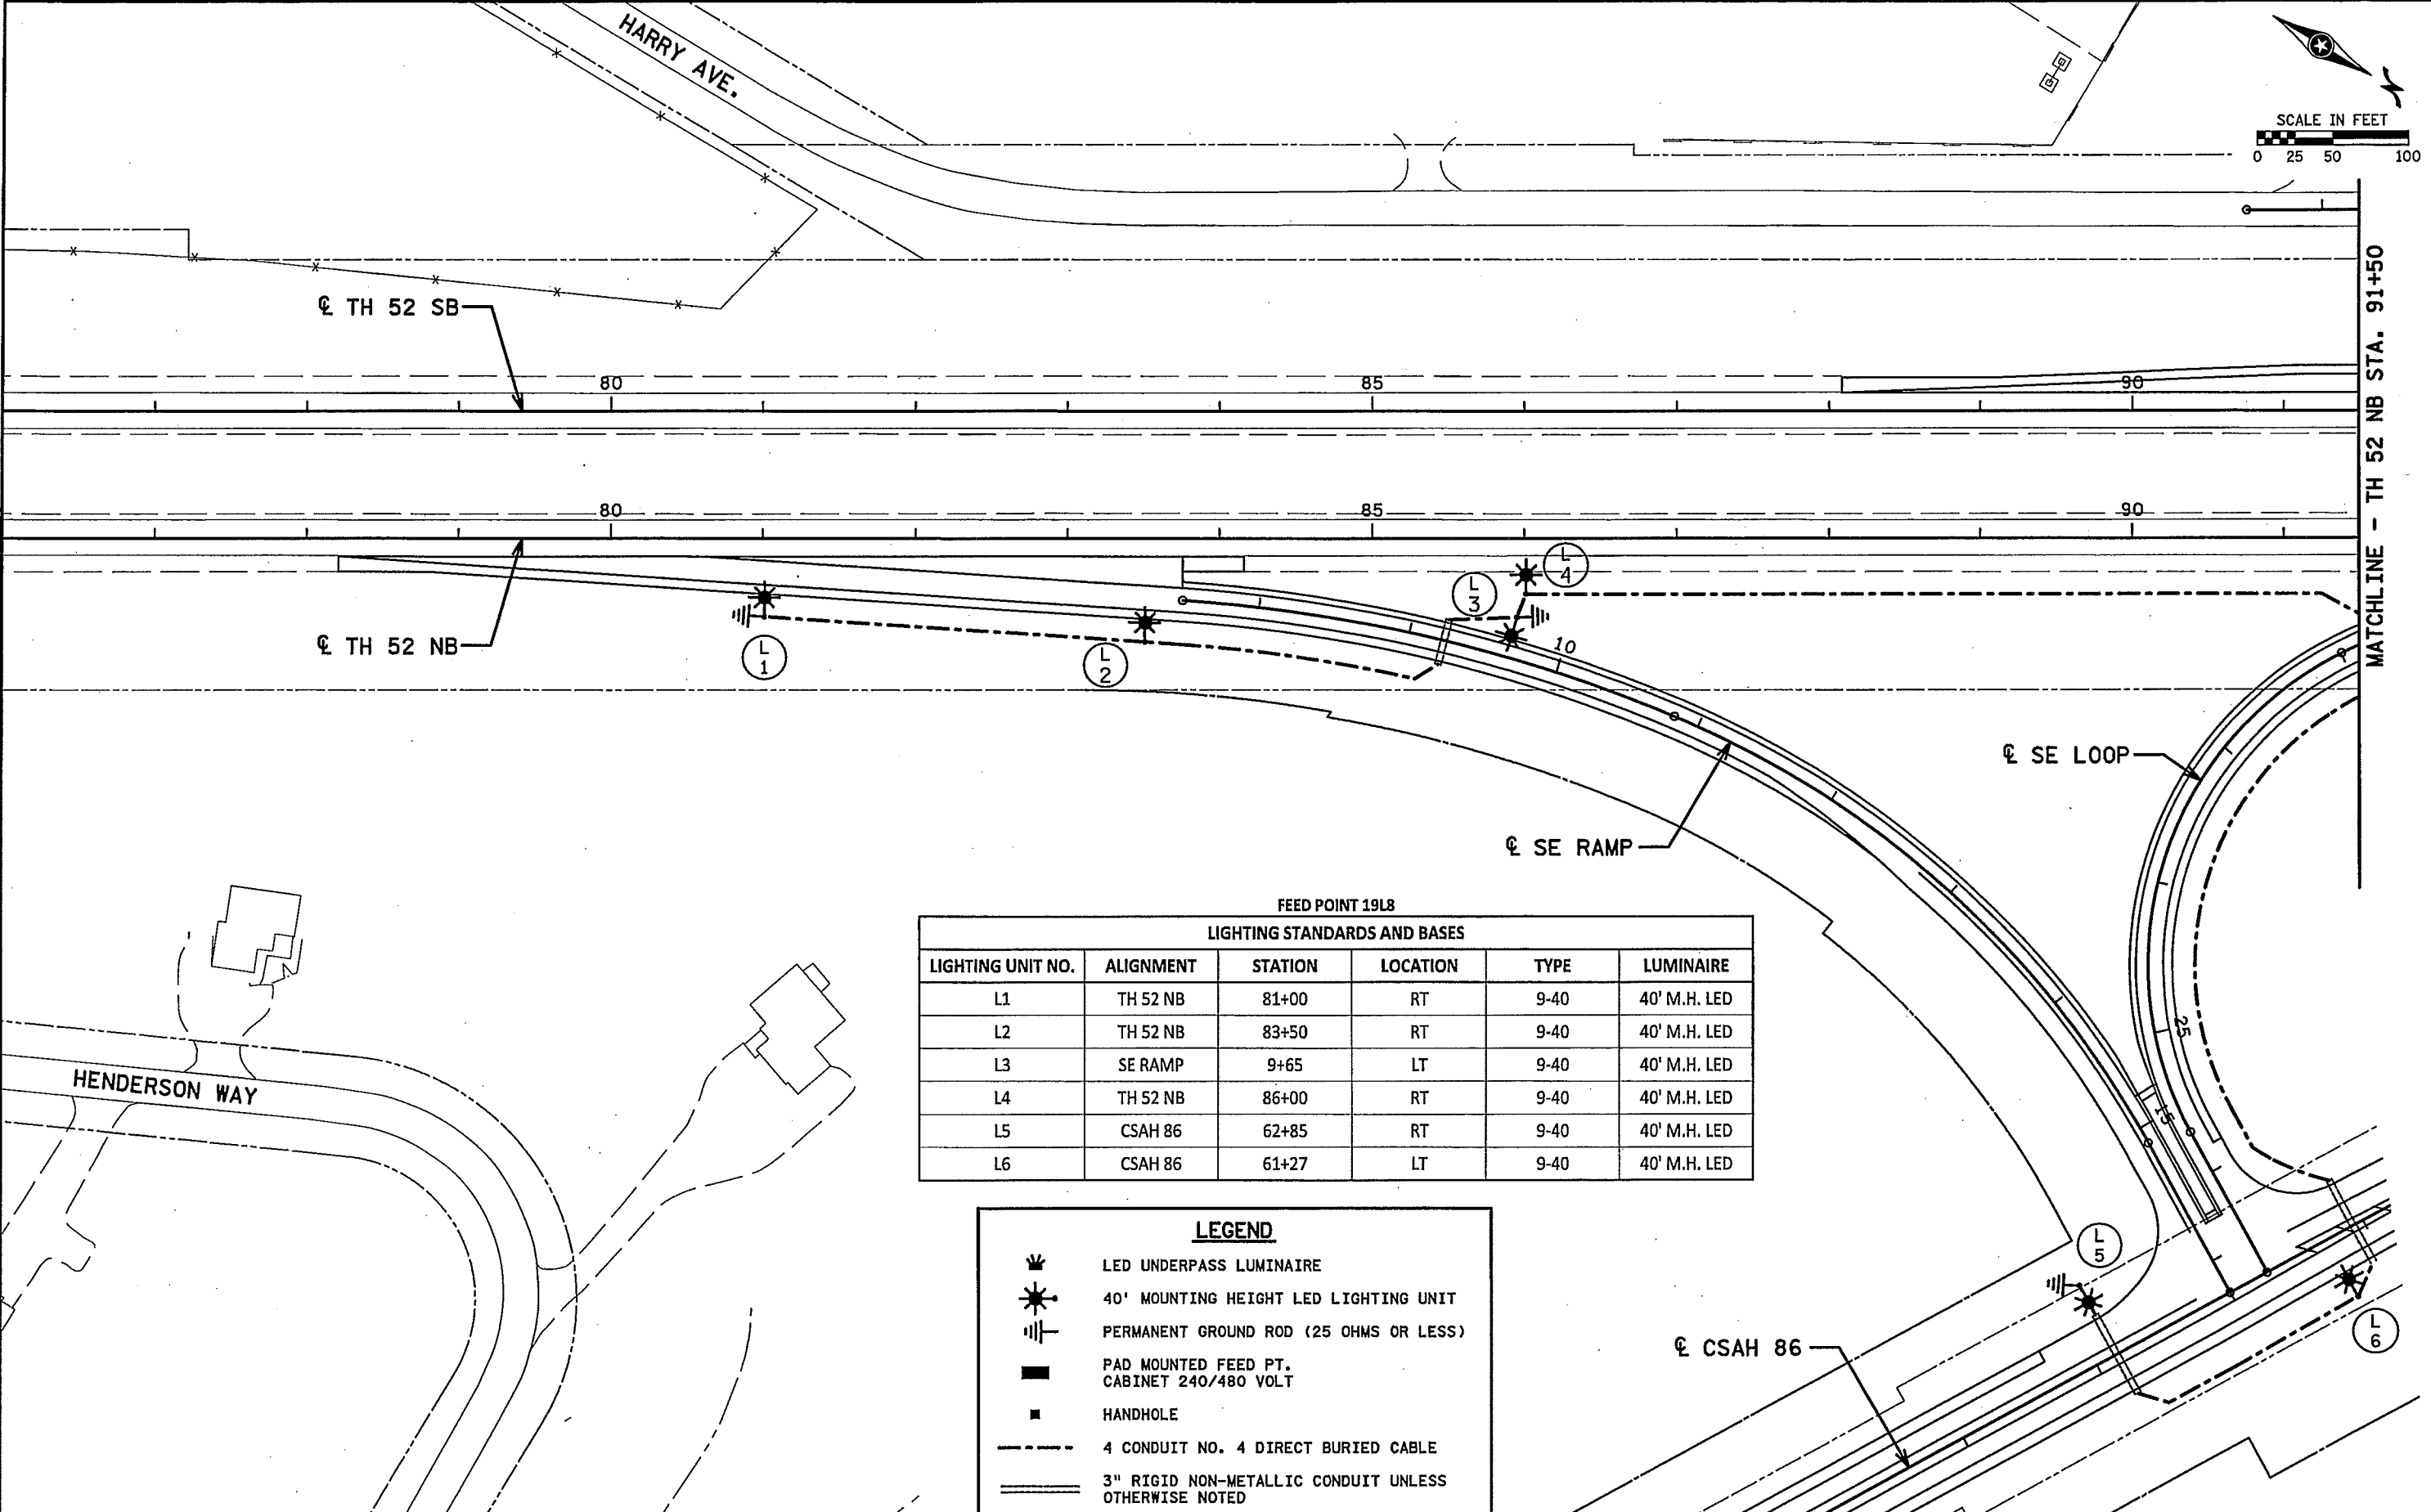 HARRY AVE.
SCALE IN FEET
0 25 50 100
N
℄ TH 52 SB
80 85 90
80 85 90
MATCHLINE - TH 52 NB STA. 91+50
℄ TH 52 NB
L
1
L
2
L
3
L
4
10
℄ SE LOOP
℄ SE RAMP
25
15
FEED POINT 19L8
LIGHTING STANDARDS AND BASES
LIGHTING UNIT NO. ALIGNMENT STATION LOCATION TYPE LUMINAIRE
L1 TH 52 NB 81+00 RT 9-40 40' M.H. LED
L2 TH 52 NB 83+50 RT 9-40 40' M.H. LED
L3 SE RAMP 9+65 LT 9-40 40' M.H. LED
L4 TH 52 NB 86+00 RT 9-40 40' M.H. LED
L5 CSAH 86 62+85 RT 9-40 40' M.H. LED
L6 CSAH 86 61+27 LT 9-40 40' M.H. LED
HENDERSON WAY
L
5
L
6
℄ CSAH 86
LEGEND
LED UNDERPASS LUMINAIRE
40' MOUNTING HEIGHT LED LIGHTING UNIT
PERMANENT GROUND ROD (25 OHMS OR LESS)
PAD MOUNTED FEED PT.
CABINET 240/480 VOLT
HANDHOLE
4 CONDUIT NO. 4 DIRECT BURIED CABLE
3" RIGID NON-METALLIC CONDUIT UNLESS
OTHERWISE NOTED